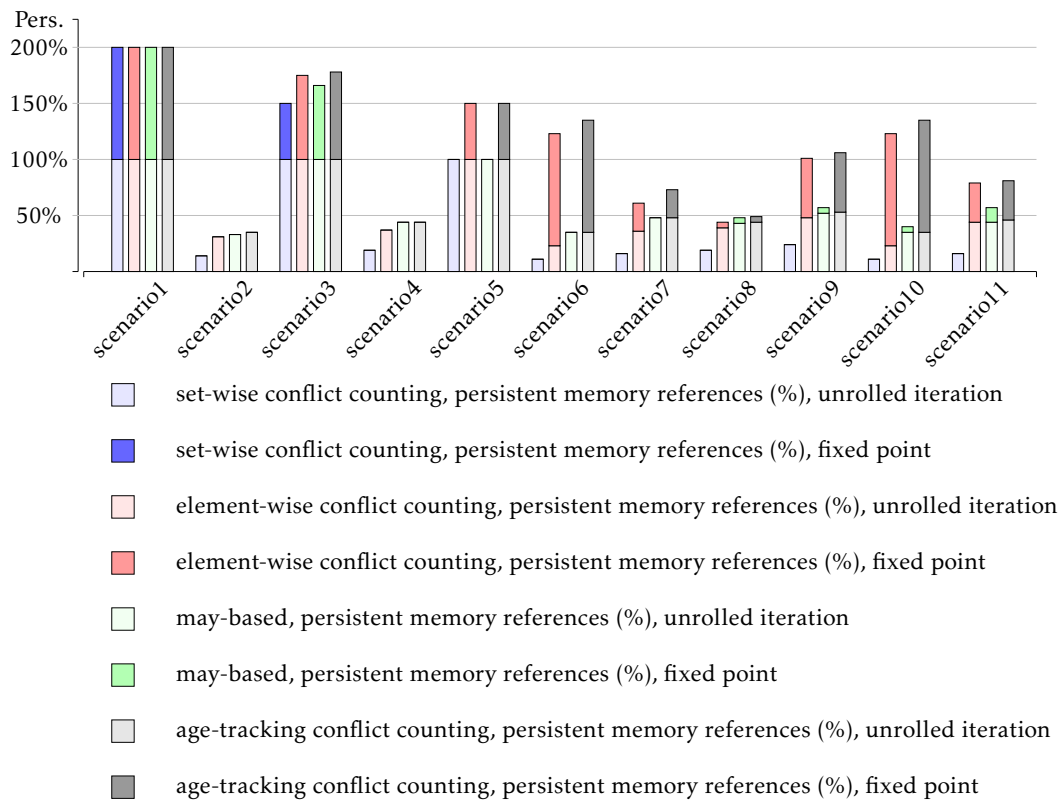 Pers.
200%
150%
100%
50%
scenario1
scenario2
scenario3
scenario4
scenario5
scenario6
scenario7
scenario8
scenario9
scenario10
scenario11
set-wise conflict counting, persistent memory references (%), unrolled iteration
set-wise conflict counting, persistent memory references (%), fixed point
element-wise conflict counting, persistent memory references (%), unrolled iteration
element-wise conflict counting, persistent memory references (%), fixed point
may-based, persistent memory references (%), unrolled iteration
may-based, persistent memory references (%), fixed point
age-tracking conflict counting, persistent memory references (%), unrolled iteration
age-tracking conflict counting, persistent memory references (%), fixed point